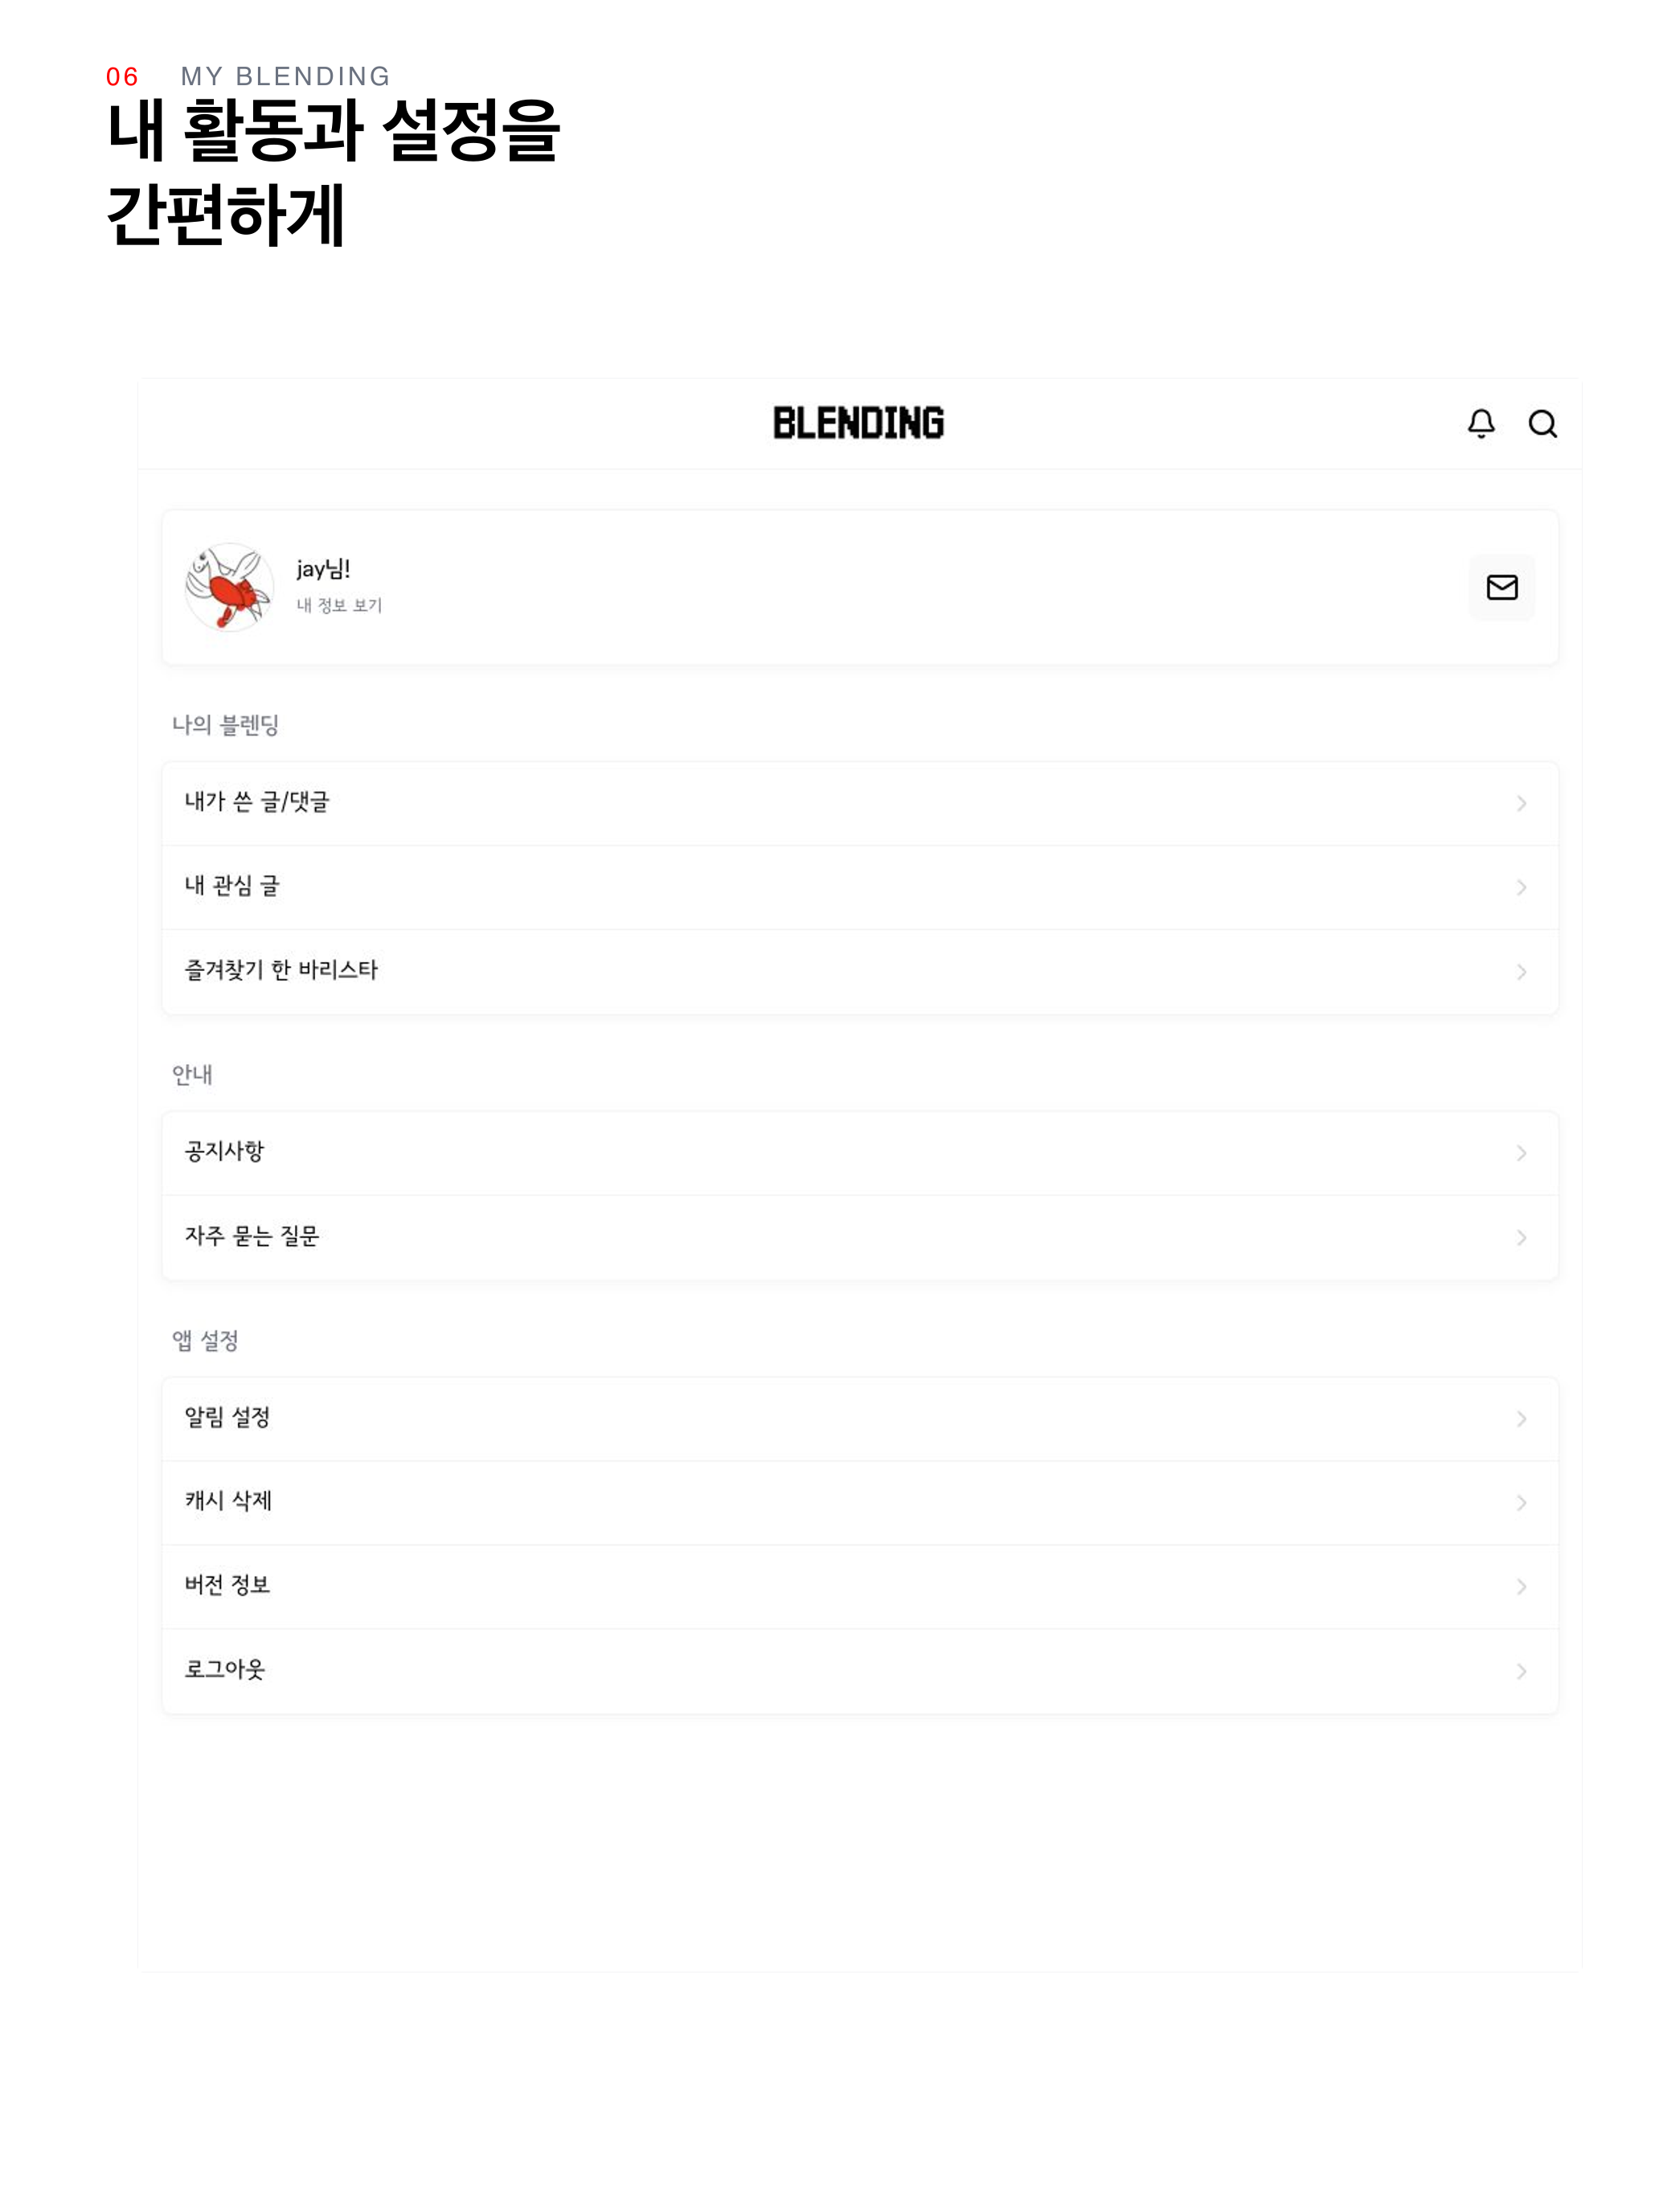 06 MY BLENDING
내 활동과 설정을
간편하게
BLENDING
jay님!
내 정보 보기
나의 블렌딩
내가 쓴 글/댓글
내 관심 글
즐겨찾기 한 바리스타
안내
공지사항
자주 묻는 질문
앱 설정
알림 설정
캐시 삭제
버전 정보
로그아웃